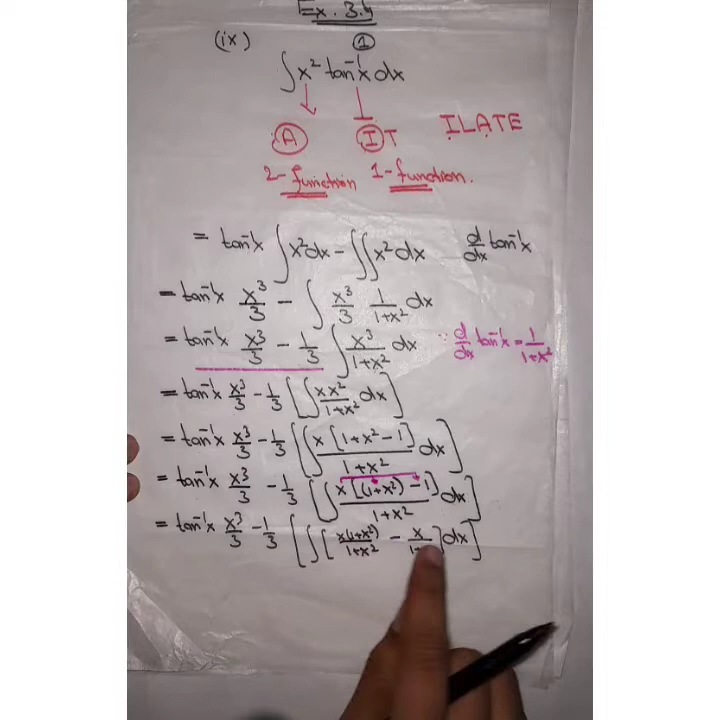 Ex. 3.
(ix) ①
∫x² tan⁻¹x dx
Ⓐ Ⓘ T ILATE
2-function 1-function.
= tan⁻¹x ∫x²dx - ∫∫x²dx d/dx tan⁻¹x
= tan⁻¹x x³/3 - ∫ x³/3 1/1+x² dx
= tan⁻¹x x³/3 - 1/3 ∫ x³/1+x² dx ∵ d/dx tan⁻¹x = 1/1+x²
= tan⁻¹x x³/3 - 1/3 [∫ xx²/1+x² dx]
= tan⁻¹x x³/3 - 1/3 [∫ x[1+x²-1]/1+x² dx]
= tan⁻¹x x³/3 - 1/3 [∫ x[(1+x²)-1]/1+x² dx]
= tan⁻¹x x³/3 - 1/3 [∫[x(1+x²)/1+x² - x/1+ ]dx]